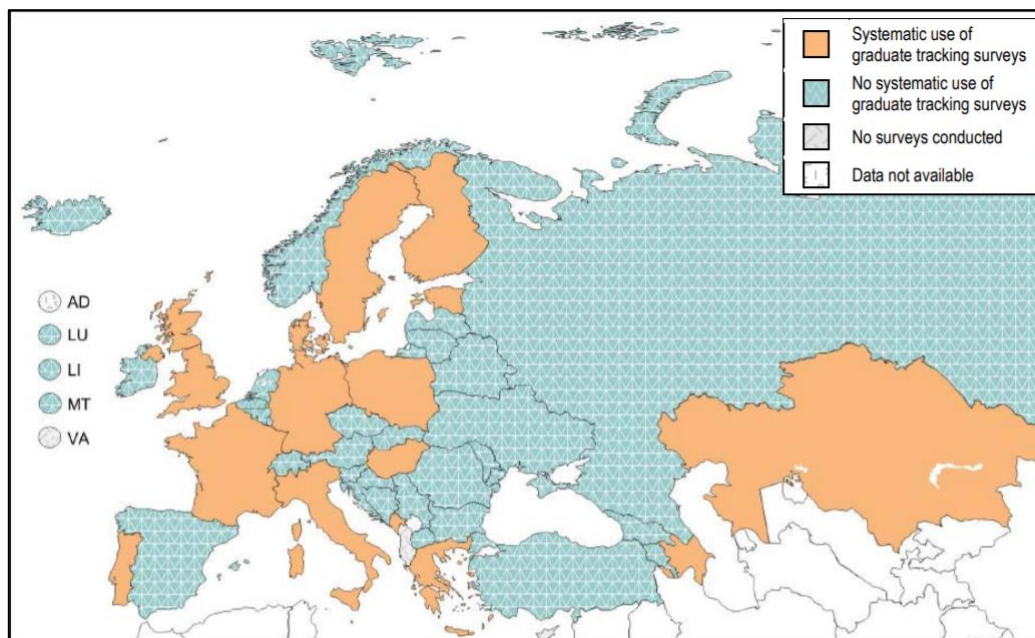 Systematic use of
graduate tracking surveys
No systematic use of
graduate tracking surveys
No surveys conducted
Data not available
AD
LU
LI
MT
VA